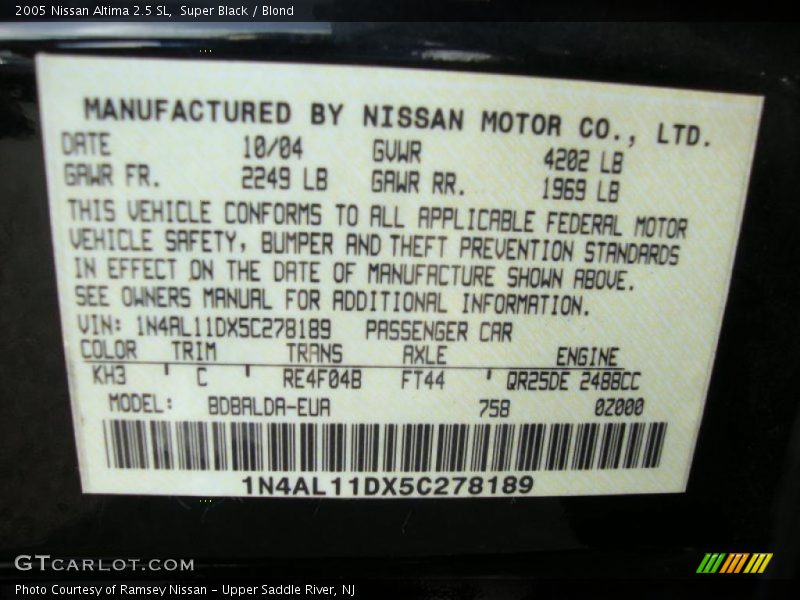 2005 Nissan Altima 2.5 SL, Super Black / Blond
MANUFACTURED BY NISSAN MOTOR CO., LTD.
DATE 10/04 GVWR 4202 LB
GAWR FR. 2249 LB GAWR RR. 1969 LB
THIS VEHICLE CONFORMS TO ALL APPLICABLE FEDERAL MOTOR
VEHICLE SAFETY, BUMPER AND THEFT PREVENTION STANDARDS
IN EFFECT ON THE DATE OF MANUFACTURE SHOWN ABOVE.
SEE OWNERS MANUAL FOR ADDITIONAL INFORMATION.
VIN: 1N4AL11DX5C278189 PASSENGER CAR
COLOR TRIM TRANS AXLE ENGINE
KH3 C RE4F04B FT44 QR25DE 2488CC
MODEL: BDBALDA-EUA 758 0Z000
1N4AL11DX5C278189
GTCARLOT.COM
Photo Courtesy of Ramsey Nissan - Upper Saddle River, NJ